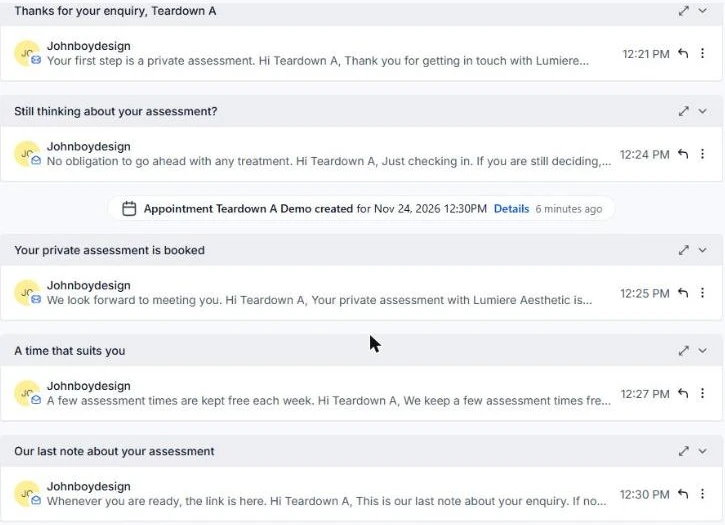 Thanks for your enquiry, Teardown A
Johnboydesign
Your first step is a private assessment. Hi Teardown A, Thank you for getting in touch with Lumiere... 12:21 PM
Still thinking about your assessment?
Johnboydesign
No obligation to go ahead with any treatment. Hi Teardown A, Just checking in. If you are still deciding,... 12:24 PM
Appointment Teardown A Demo created for Nov 24, 2026 12:30PM Details 6 minutes ago
Your private assessment is booked
Johnboydesign
We look forward to meeting you. Hi Teardown A, Your private assessment with Lumiere Aesthetic is... 12:25 PM
A time that suits you
Johnboydesign
A few assessment times are kept free each week. Hi Teardown A, We keep a few assessment times fre... 12:27 PM
Our last note about your assessment
Johnboydesign
Whenever you are ready, the link is here. Hi Teardown A, This is our last note about your enquiry. If no... 12:30 PM